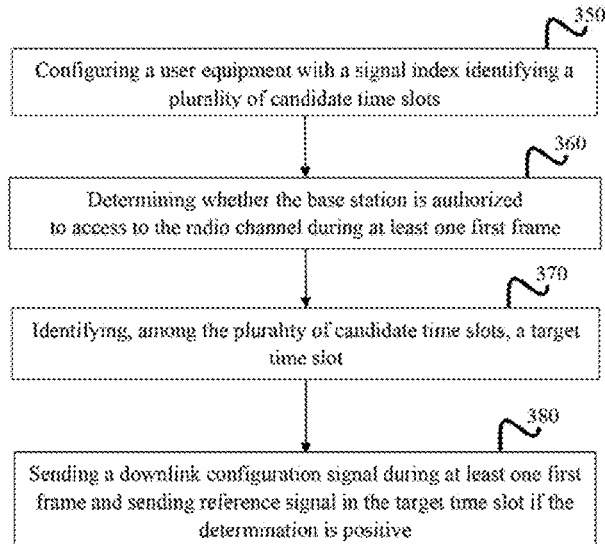 350
Configuring a user equipment with a signal index identifying a
plurality of candidate time slots
360
Determining whether the base station is authorized
to access to the radio channel during at least one first frame
370
Identifying, among the plurality of candidate time slots, a target
time slot
380
Sending a downlink configuration signal during at least one first
frame and sending reference signal in the target time slot if the
determination is positive